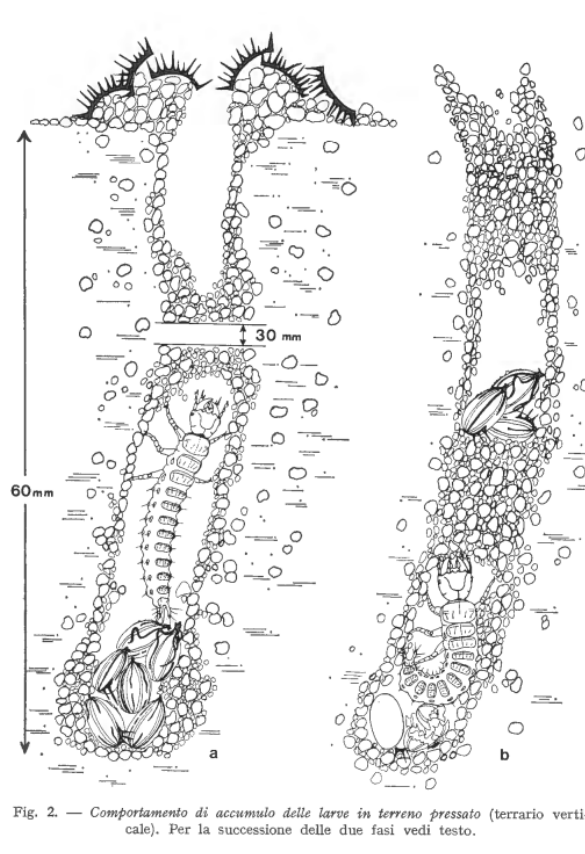 30 mm
60mm
a
b
Fig. 2. — Comportamento di accumulo delle larve in terreno pressato (terrario verti-
cale). Per la successione delle due fasi vedi testo.